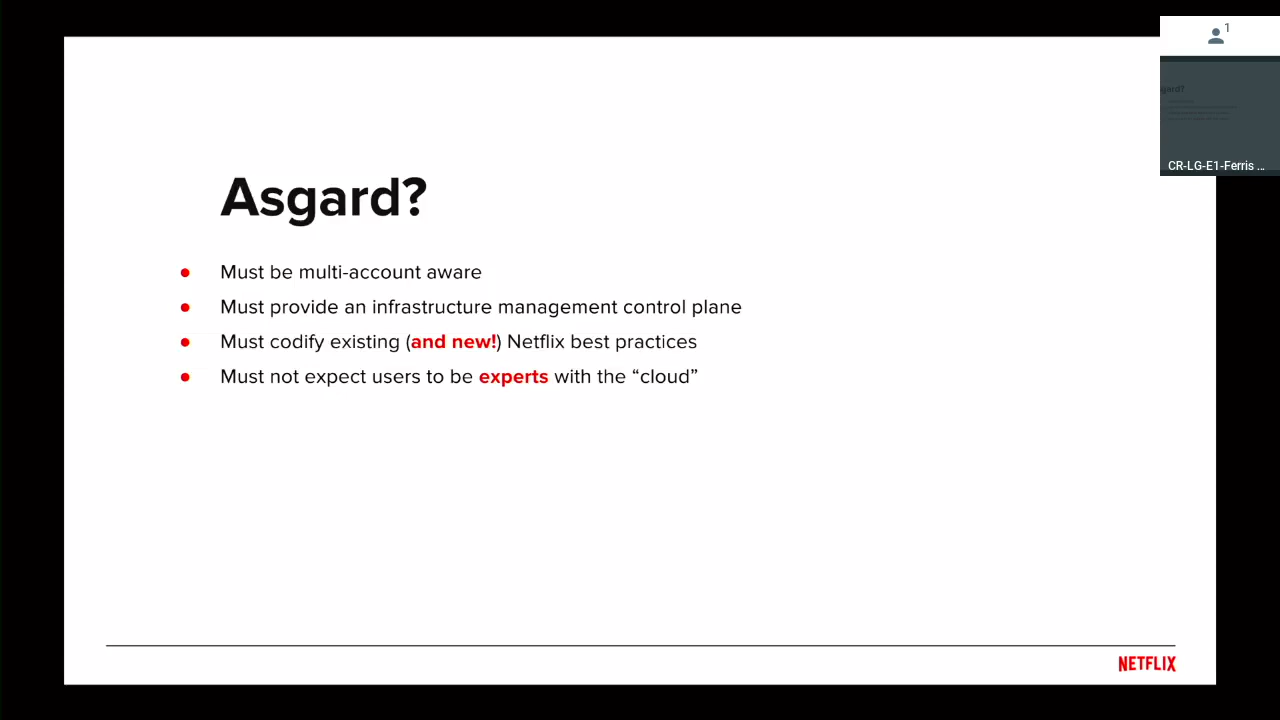 1
gard?
CR-LG-E1-Ferris ...
Asgard?
● Must be multi-account aware
● Must provide an infrastructure management control plane
● Must codify existing (and new!) Netflix best practices
● Must not expect users to be experts with the “cloud”
NETFLIX